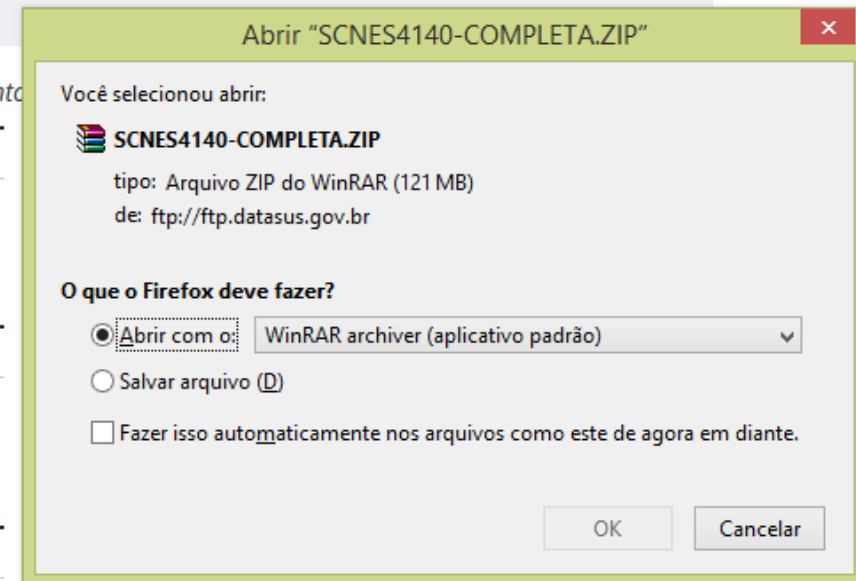 Abrir “SCNES4140-COMPLETA.ZIP”
Você selecionou abrir:
SCNES4140-COMPLETA.ZIP
tipo: Arquivo ZIP do WinRAR (121 MB)
de: ftp://ftp.datasus.gov.br
O que o Firefox deve fazer?
Abrir com o: WinRAR archiver (aplicativo padrão)
Salvar arquivo (D)
Fazer isso automaticamente nos arquivos como este de agora em diante.
OK Cancelar